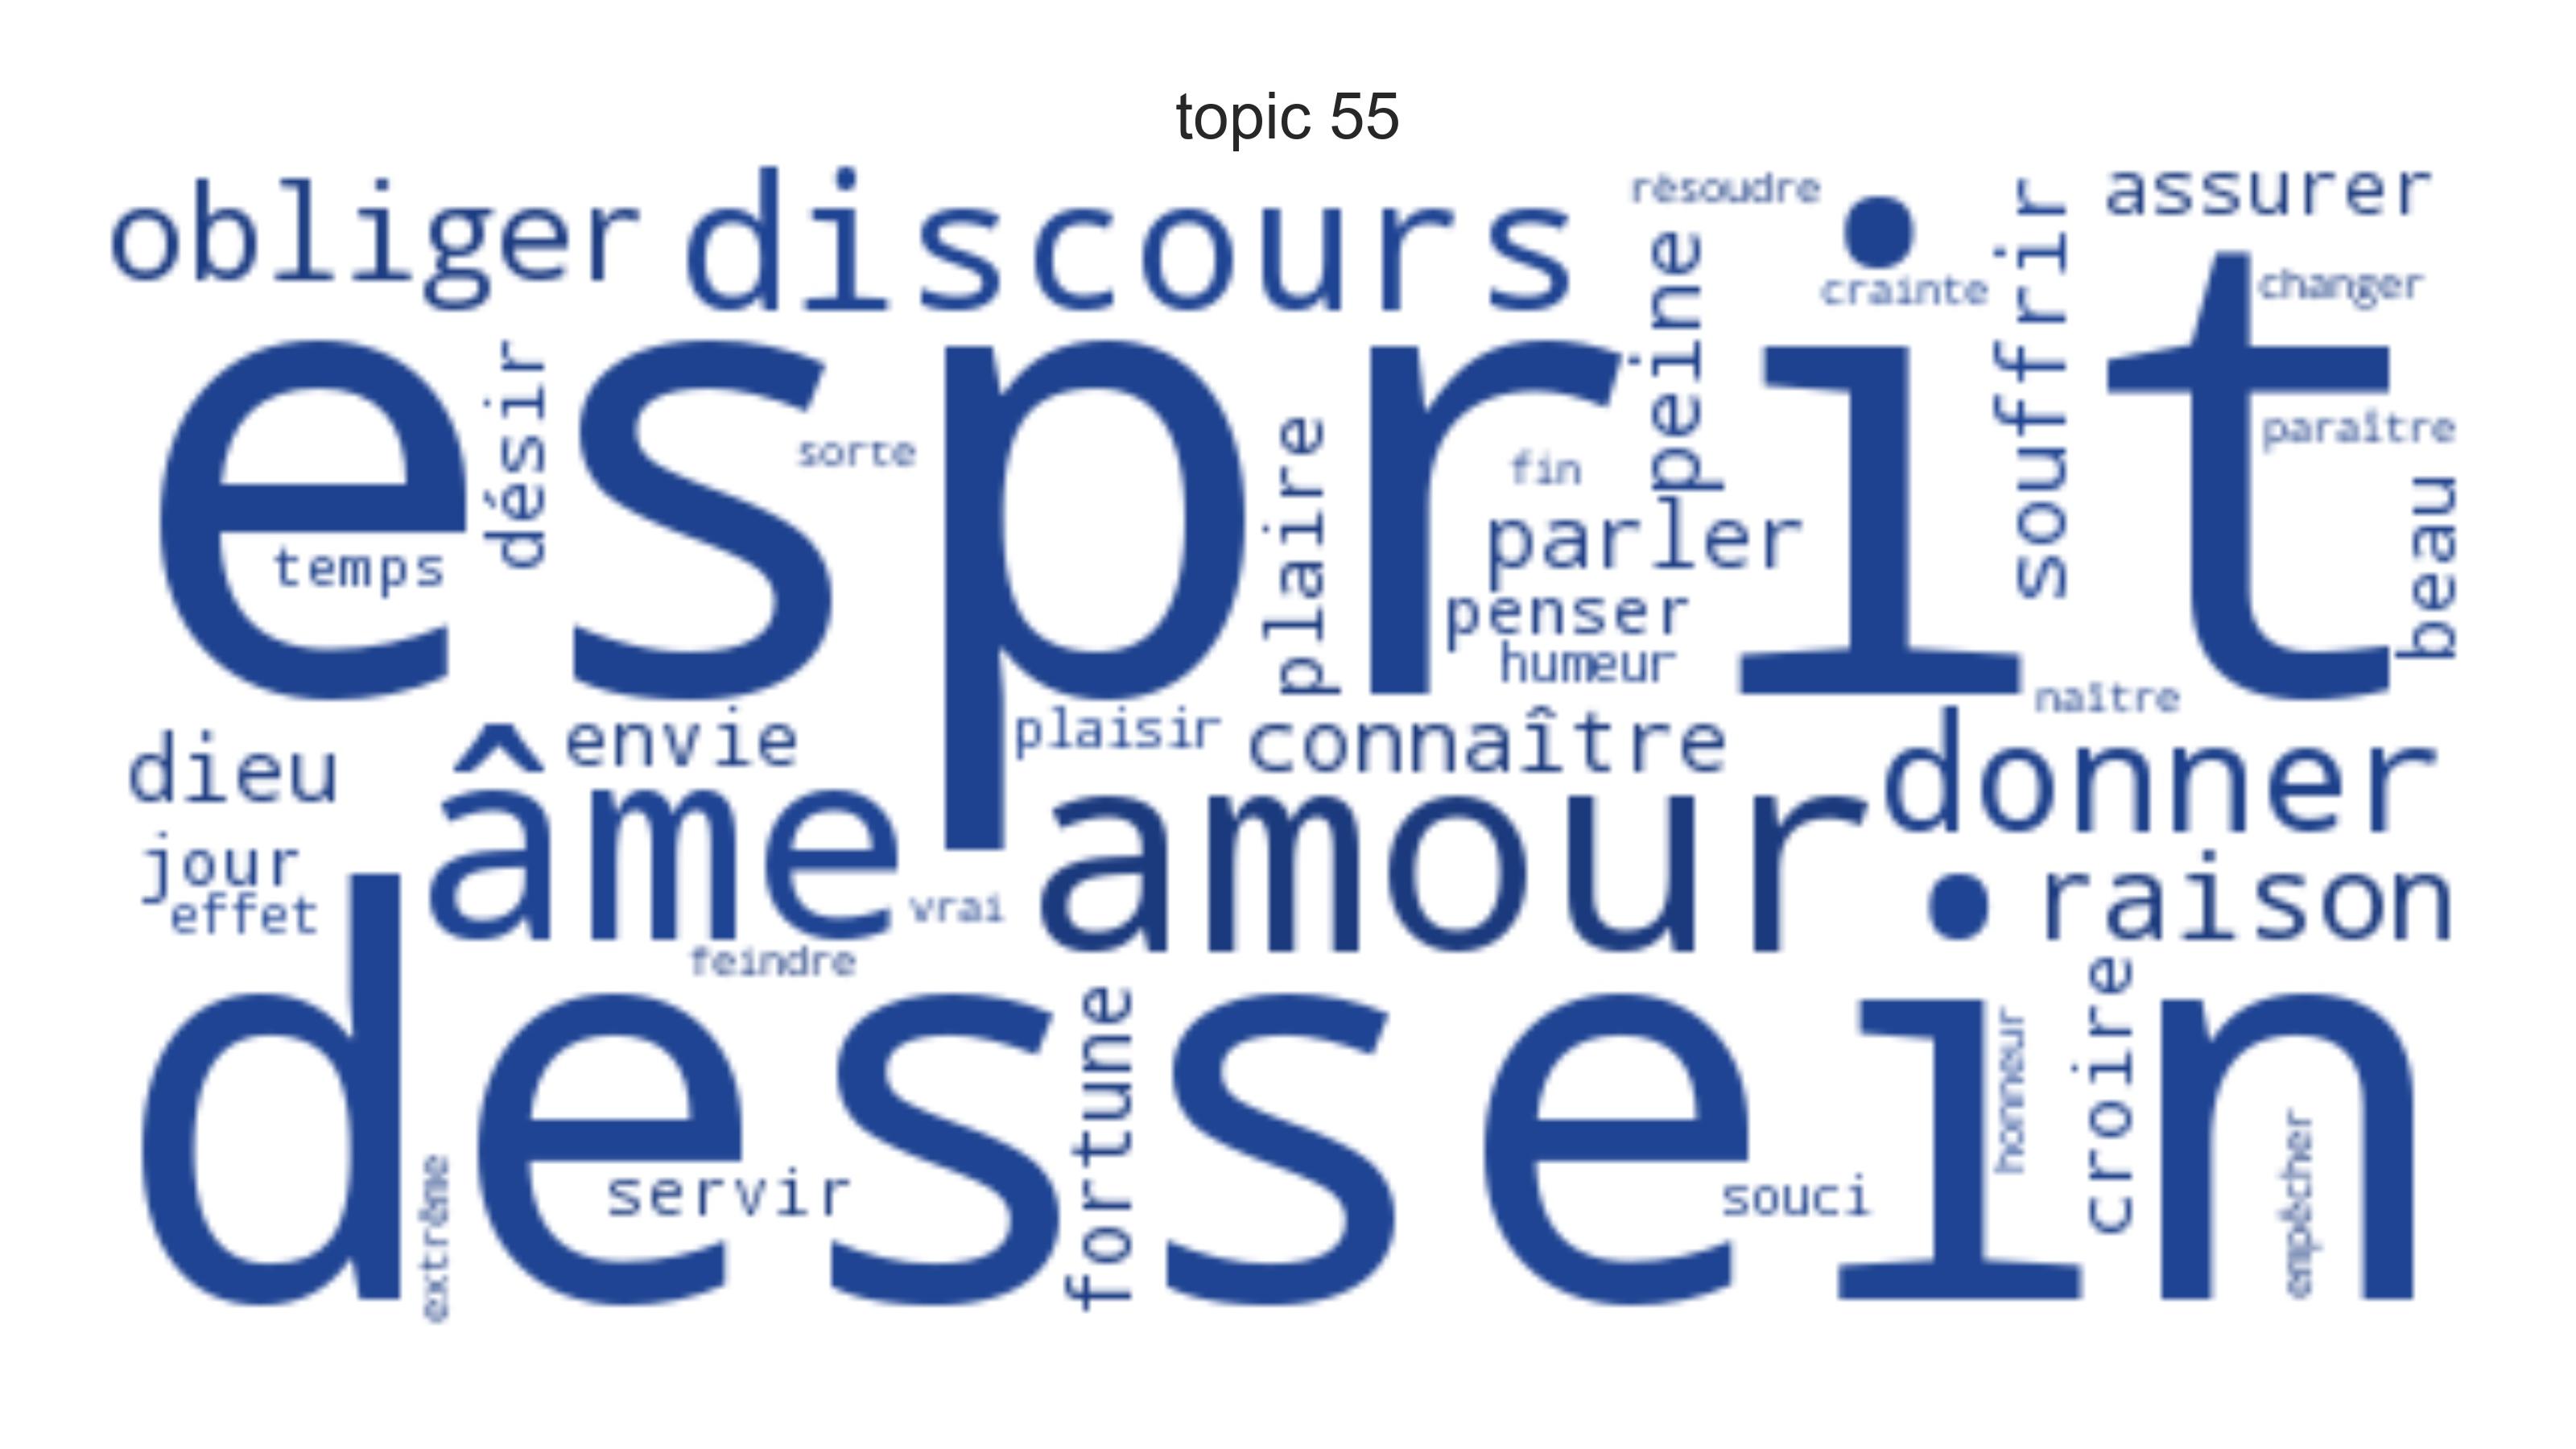 topic 55
obliger
discours
résoudre
assurer
crainte
changer
peine
souffrir
esprit
désir
sorte
plaire
fin
paraître
temps
parler
beau
penser
humeur
naître
dieu
envie
plaisir
connaître
donner
jour
âme
amour
raison
effet
vrai
feindre
dessein
fortune
honneur
croire
extrême
servir
souci
empêcher